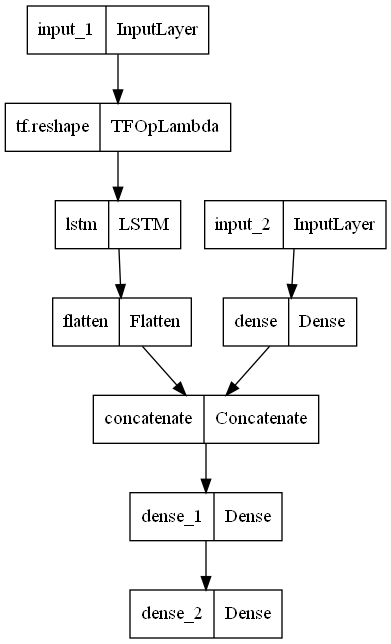 input_1 InputLayer
tf.reshape TFOpLambda
lstm LSTM
input_2 InputLayer
flatten Flatten
dense Dense
concatenate Concatenate
dense_1 Dense
dense_2 Dense